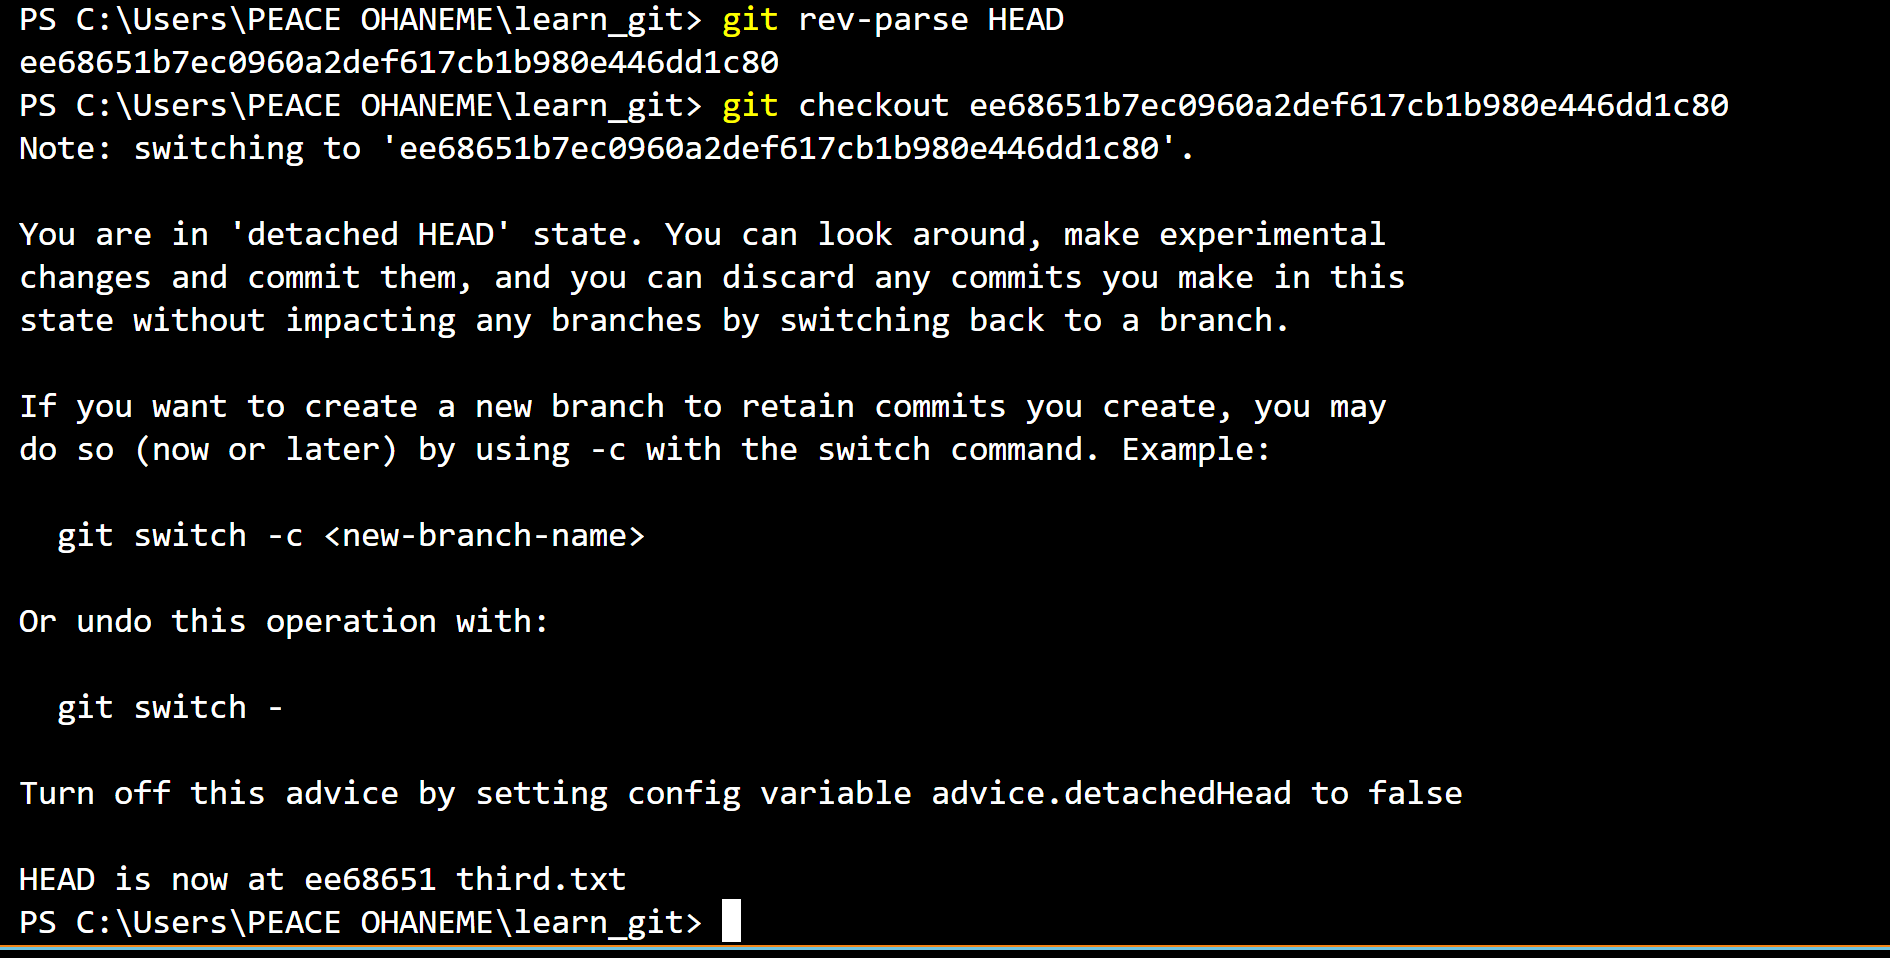 PS C:\Users\PEACE OHANEME\learn_git> git rev-parse HEAD
ee68651b7ec0960a2def617cb1b980e446dd1c80
PS C:\Users\PEACE OHANEME\learn_git> git checkout ee68651b7ec0960a2def617cb1b980e446dd1c80
Note: switching to 'ee68651b7ec0960a2def617cb1b980e446dd1c80'.

You are in 'detached HEAD' state. You can look around, make experimental
changes and commit them, and you can discard any commits you make in this
state without impacting any branches by switching back to a branch.

If you want to create a new branch to retain commits you create, you may
do so (now or later) by using -c with the switch command. Example:

  git switch -c <new-branch-name>

Or undo this operation with:

  git switch -

Turn off this advice by setting config variable advice.detachedHead to false

HEAD is now at ee68651 third.txt
PS C:\Users\PEACE OHANEME\learn_git>